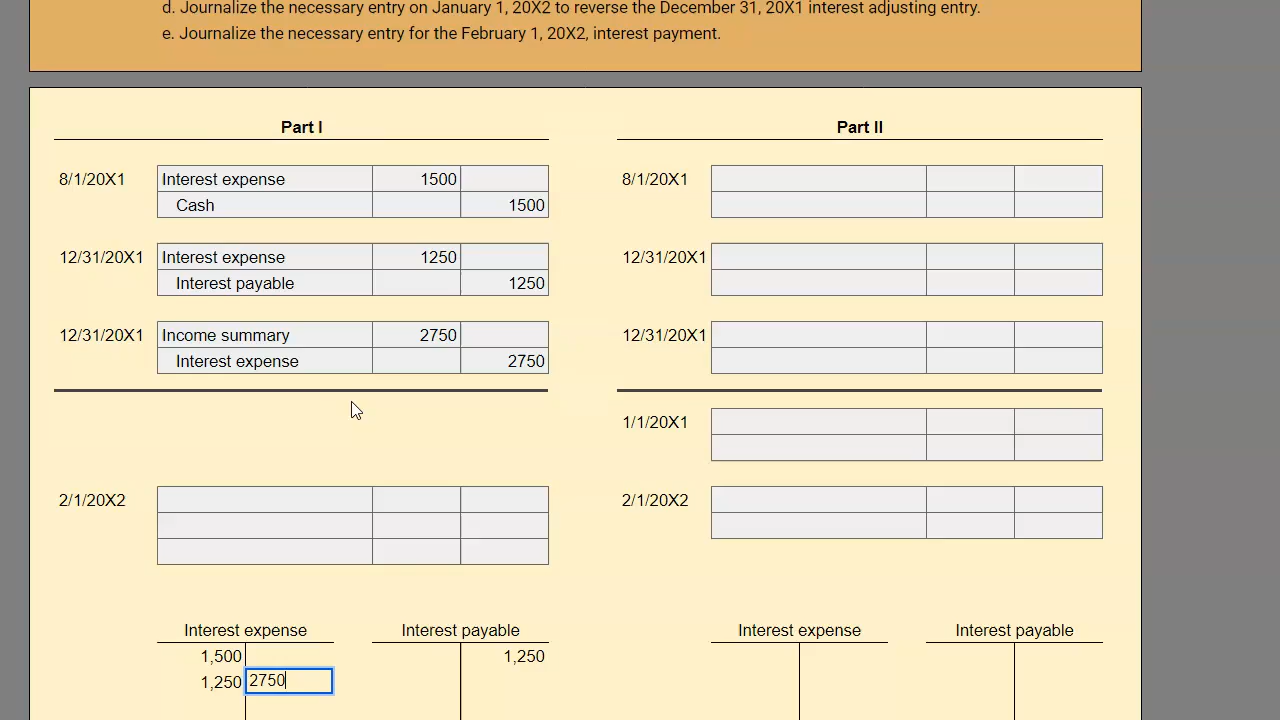 d. Journalize the necessary entry on January 1, 20X2 to reverse the December 31, 20X1 interest adjusting entry.
e. Journalize the necessary entry for the February 1, 20X2, interest payment.
Part I
8/1/20X1 Interest expense 1500
Cash 1500
12/31/20X1 Interest expense 1250
Interest payable 1250
12/31/20X1 Income summary 2750
Interest expense 2750
2/1/20X2
Interest expense Interest payable
1,500 1,250
1,250 2750
Part II
8/1/20X1
12/31/20X1
12/31/20X1
1/1/20X1
2/1/20X2
Interest expense Interest payable